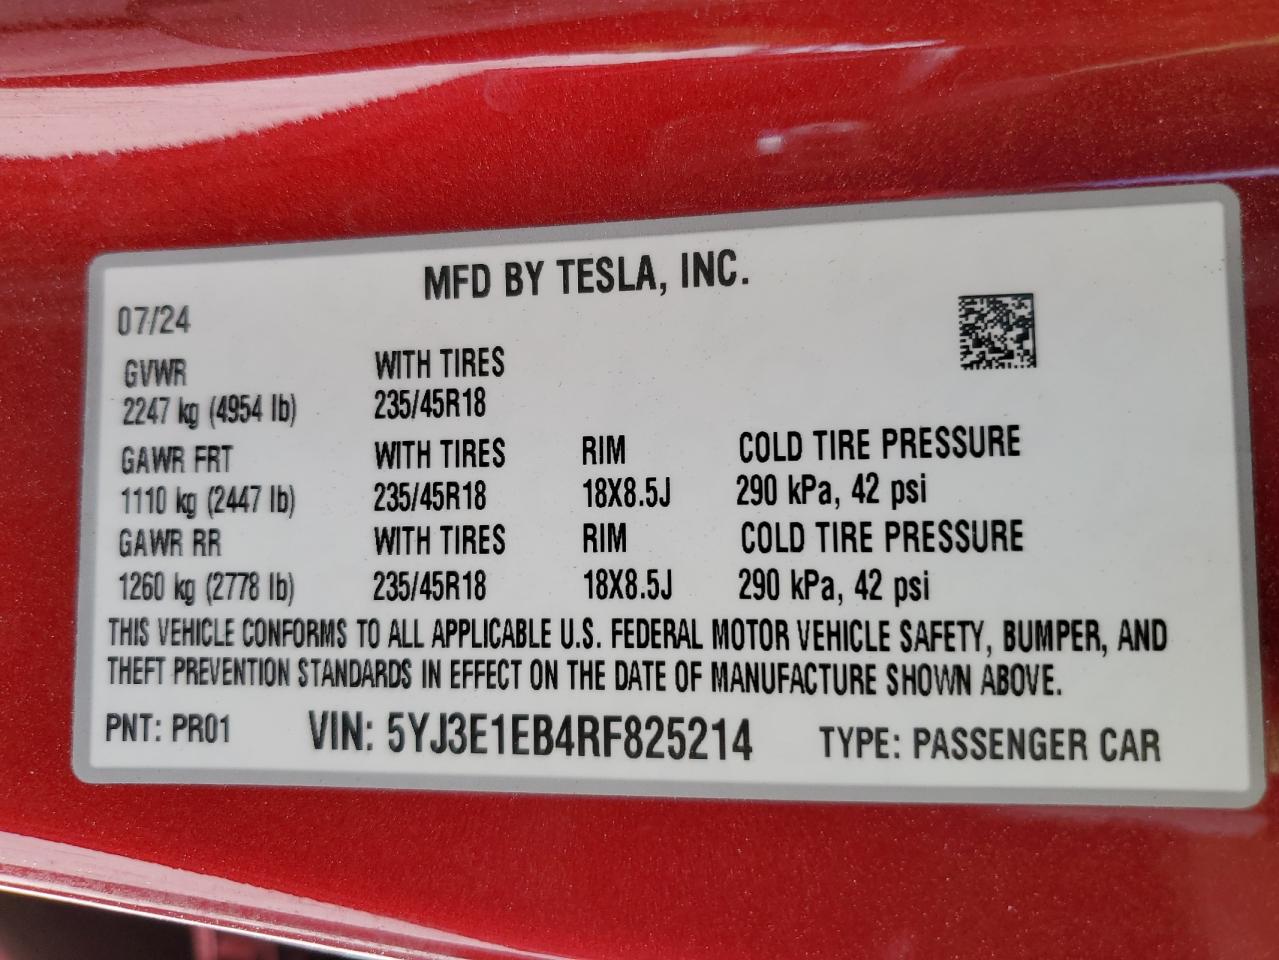 MFD BY TESLA, INC.
07/24
GVWR WITH TIRES
2247 kg (4954 lb) 235/45R18
GAWR FRT WITH TIRES RIM COLD TIRE PRESSURE
1110 kg (2447 lb) 235/45R18 18X8.5J 290 kPa, 42 psi
GAWR RR WITH TIRES RIM COLD TIRE PRESSURE
1260 kg (2778 lb) 235/45R18 18X8.5J 290 kPa, 42 psi
THIS VEHICLE CONFORMS TO ALL APPLICABLE U.S. FEDERAL MOTOR VEHICLE SAFETY, BUMPER, AND
THEFT PREVENTION STANDARDS IN EFFECT ON THE DATE OF MANUFACTURE SHOWN ABOVE.
PNT: PR01 VIN: 5YJ3E1EB4RF825214 TYPE: PASSENGER CAR